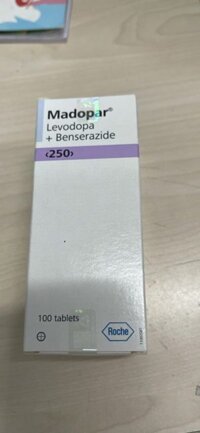 Madopar®
Levodopa
+ Benserazide
‹250›
100 tablets
Roche